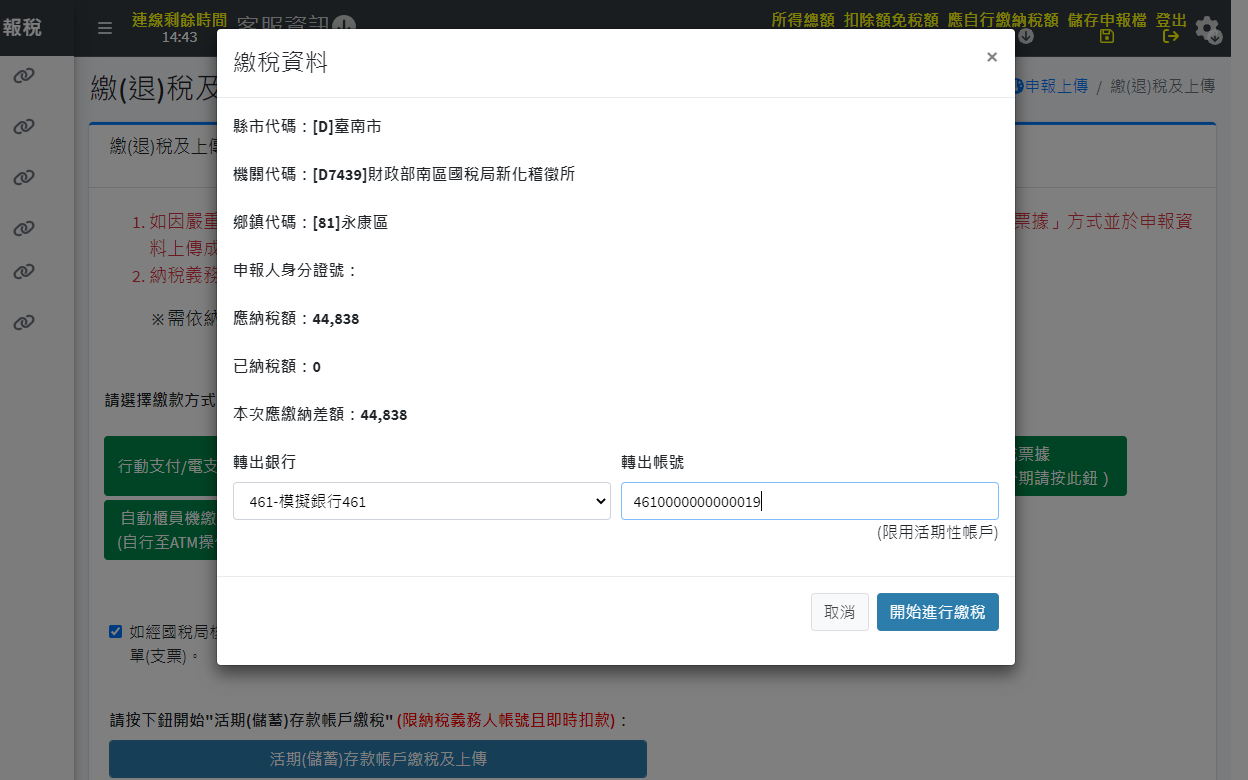 報稅
連線剩餘時間
14:43
客服資訊
所得總額 扣除額免稅額 應自行繳納稅額 儲存申報檔 登出
繳稅資料
×
繳(退)稅及
申報上傳 / 繳(退)稅及上傳
縣市代碼：[D]臺南市
繳(退)稅及上傳
機關代碼：[D7439]財政部南區國稅局新化稽徵所
1. 如因嚴重
票據」方式並於申報資
鄉鎮代碼：[81]永康區
料上傳成
2. 納稅義務
申報人身分證號：
※需依納
應納稅額：44,838
已納稅額：0
請選擇繳款方式
本次應繳納差額：44,838
行動支付/電支
票據
期請按此鈕 )
轉出銀行
轉出帳號
461-模擬銀行461
4610000000000019
自動櫃員機繳
(自行至ATM操
(限用活期性帳戶)
取消
開始進行繳稅
如經國稅局核
單(支票)。
請按下鈕開始"活期(儲蓄)存款帳戶繳稅" (限納稅義務人帳號且即時扣款)：
活期(儲蓄)存款帳戶繳稅及上傳